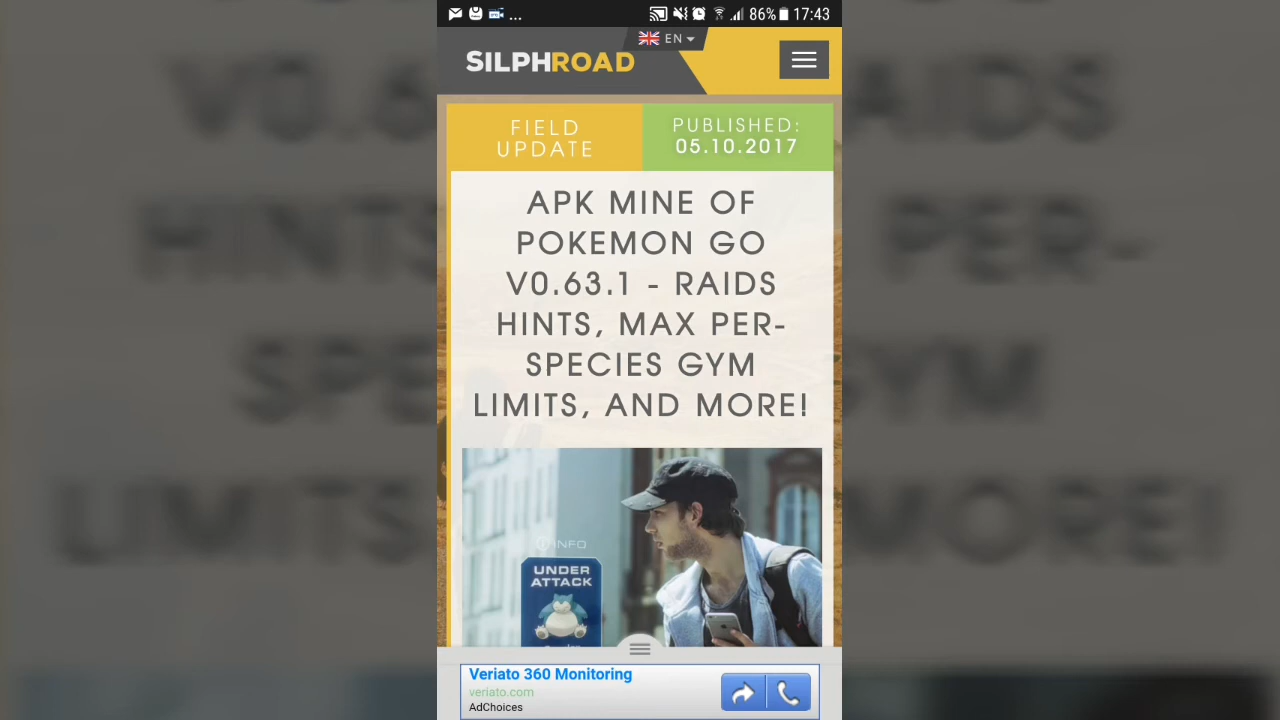 ... 86% 17:43
EN
SILPHROAD
FIELD
UPDATE
PUBLISHED:
05.10.2017
APK MINE OF
POKEMON GO
V0.63.1 - RAIDS
HINTS, MAX PER-
SPECIES GYM
LIMITS, AND MORE!
INFO
UNDER
ATTACK
Veriato 360 Monitoring
veriato.com
AdChoices